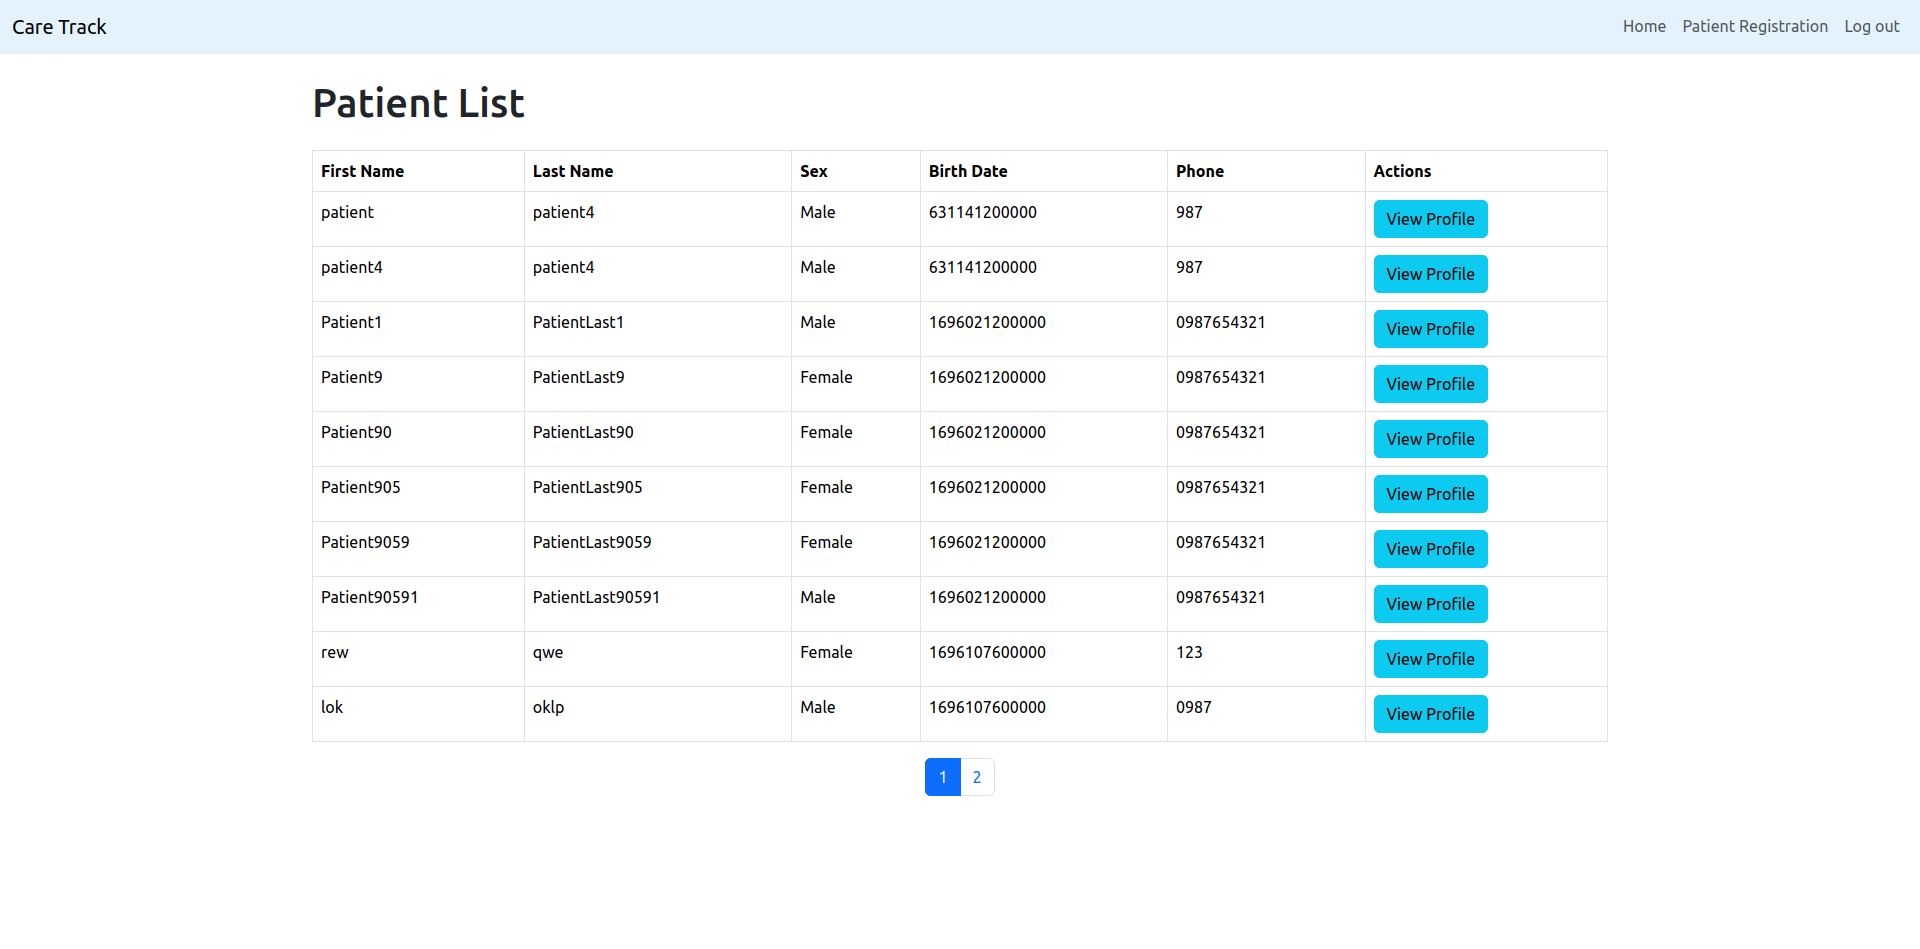 Care Track Home Patient Registration Log out
Patient List
First Name Last Name Sex Birth Date Phone Actions
patient patient4 Male 631141200000 987 View Profile
patient4 patient4 Male 631141200000 987 View Profile
Patient1 PatientLast1 Male 1696021200000 0987654321 View Profile
Patient9 PatientLast9 Female 1696021200000 0987654321 View Profile
Patient90 PatientLast90 Female 1696021200000 0987654321 View Profile
Patient905 PatientLast905 Female 1696021200000 0987654321 View Profile
Patient9059 PatientLast9059 Female 1696021200000 0987654321 View Profile
Patient90591 PatientLast90591 Male 1696021200000 0987654321 View Profile
rew qwe Female 1696107600000 123 View Profile
lok oklp Male 1696107600000 0987 View Profile
1 2